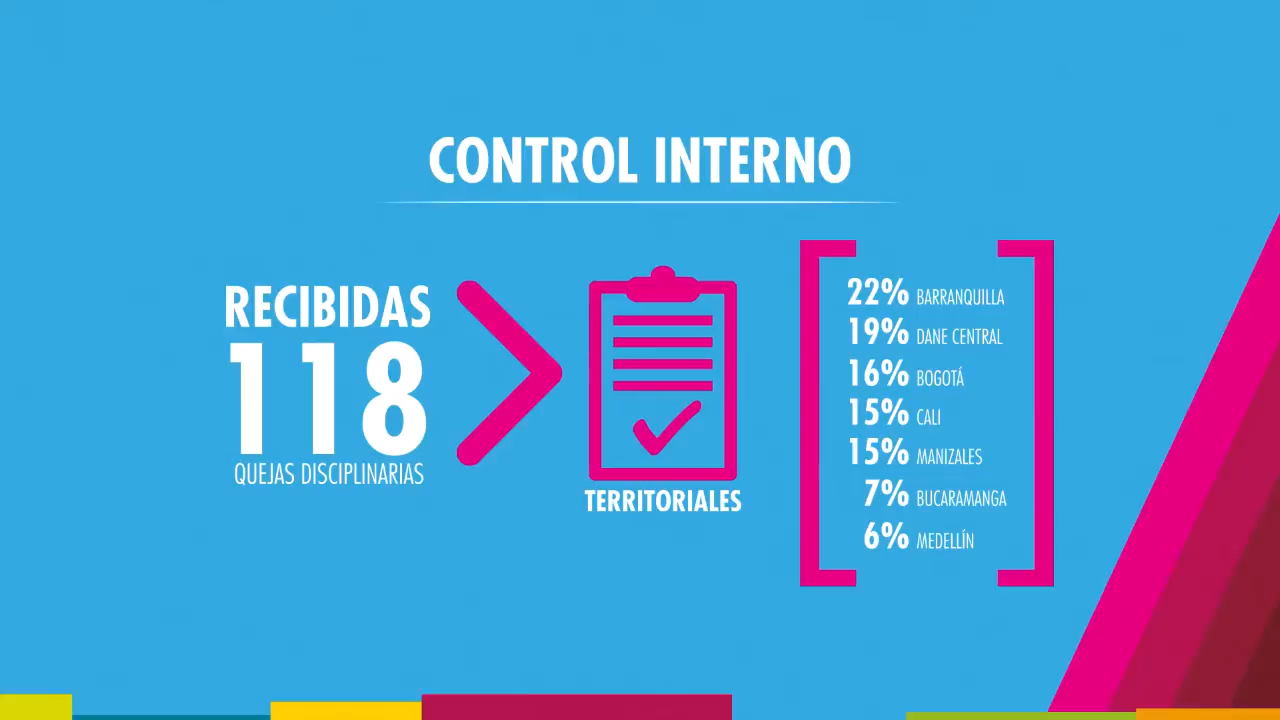 CONTROL INTERNO
RECIBIDAS
118
QUEJAS DISCIPLINARIAS
TERRITORIALES
22% BARRANQUILLA
19% DANE CENTRAL
16% BOGOTÁ
15% CALI
15% MANIZALES
7% BUCARAMANGA
6% MEDELLÍN